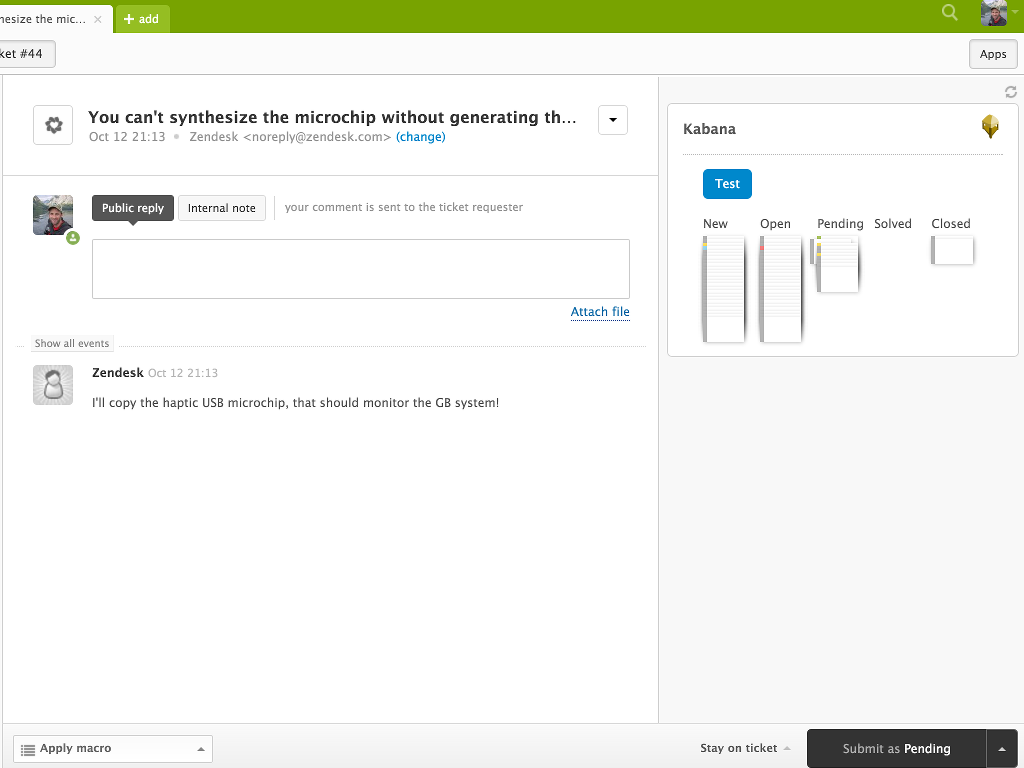 nesize the mic... × + add
ket #44
Apps
You can't synthesize the microchip without generating th...
Oct 12 21:13 Zendesk <noreply@zendesk.com> (change)
Kabana
Test
Public reply Internal note your comment is sent to the ticket requester
New Open Pending Solved Closed
Attach file
Show all events
Zendesk Oct 12 21:13
I'll copy the haptic USB microchip, that should monitor the GB system!
Apply macro
Stay on ticket
Submit as Pending